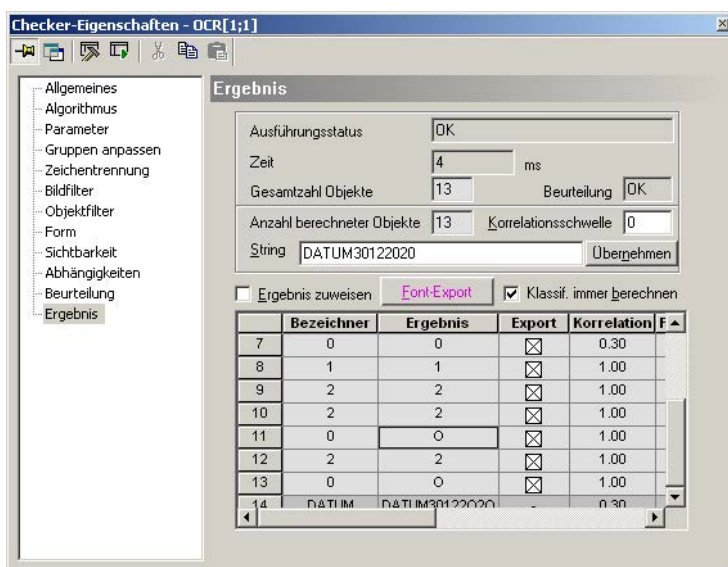 Checker-Eigenschaften - OCR[1;1]
Allgemeines
Algorithmus
Parameter
Gruppen anpassen
Zeichentrennung
Bildfilter
Objektfilter
Form
Sichtbarkeit
Abhängigkeiten
Beurteilung
Ergebnis
Ergebnis
Ausführungsstatus OK
Zeit 4 ms
Gesamtzahl Objekte 13 Beurteilung OK
Anzahl berechneter Objekte 13 Korrelationsschwelle 0
String DATUM30122020 Übernehmen
Ergebnis zuweisen Font-Export Klassif. immer berechnen
Bezeichner Ergebnis Export Korrelation F
7 0 0 0.30
8 1 1 1.00
9 2 2 1.00
10 2 2 1.00
11 0 O 1.00
12 2 2 1.00
13 0 O 1.00
14 DATUM DATUM30122O2O - 0.30